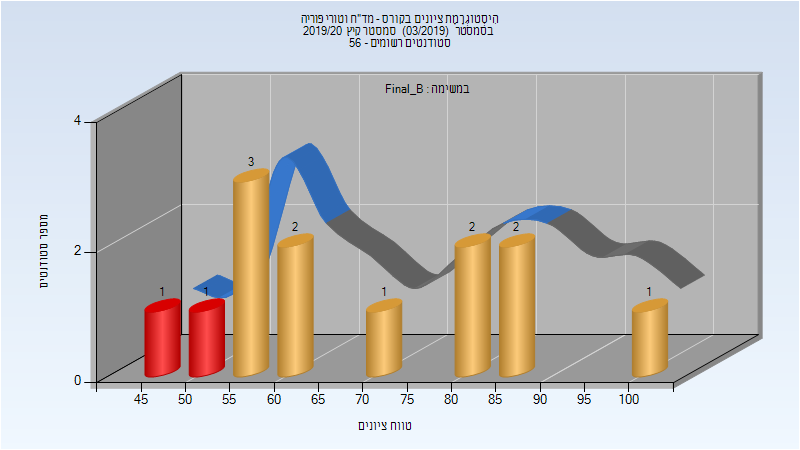 היסטוגרמת ציונים בקורס - מד"ח וטורי פוריה
בסמסטר (03/2019) סמסטר קיץ 2019/20
סטודנטים רשומים - 56
במשימה : Final_B
מספר סטודנטים
4
2
0
1
1
3
2
1
2
2
1
45 50 55 60 65 70 75 80 85 90 95 100
טווח ציונים